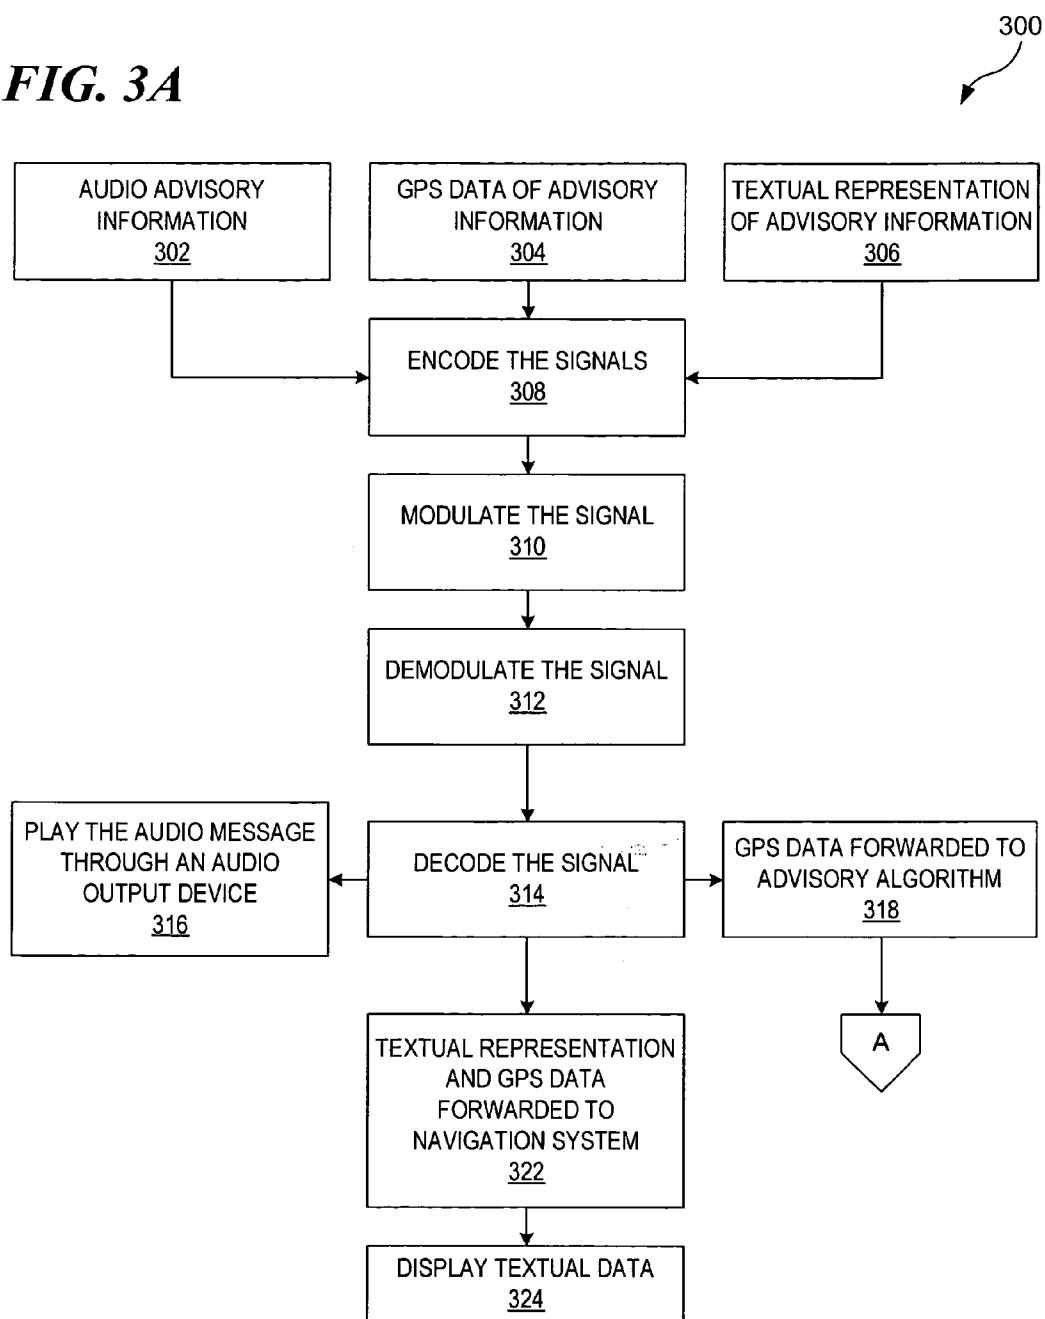 300
FIG. 3A
AUDIO ADVISORY
INFORMATION
302
GPS DATA OF ADVISORY
INFORMATION
304
TEXTUAL REPRESENTATION
OF ADVISORY INFORMATION
306
ENCODE THE SIGNALS
308
MODULATE THE SIGNAL
310
DEMODULATE THE SIGNAL
312
PLAY THE AUDIO MESSAGE
THROUGH AN AUDIO
OUTPUT DEVICE
316
DECODE THE SIGNAL
314
GPS DATA FORWARDED TO
ADVISORY ALGORITHM
318
A
TEXTUAL REPRESENTATION
AND GPS DATA
FORWARDED TO
NAVIGATION SYSTEM
322
DISPLAY TEXTUAL DATA
324